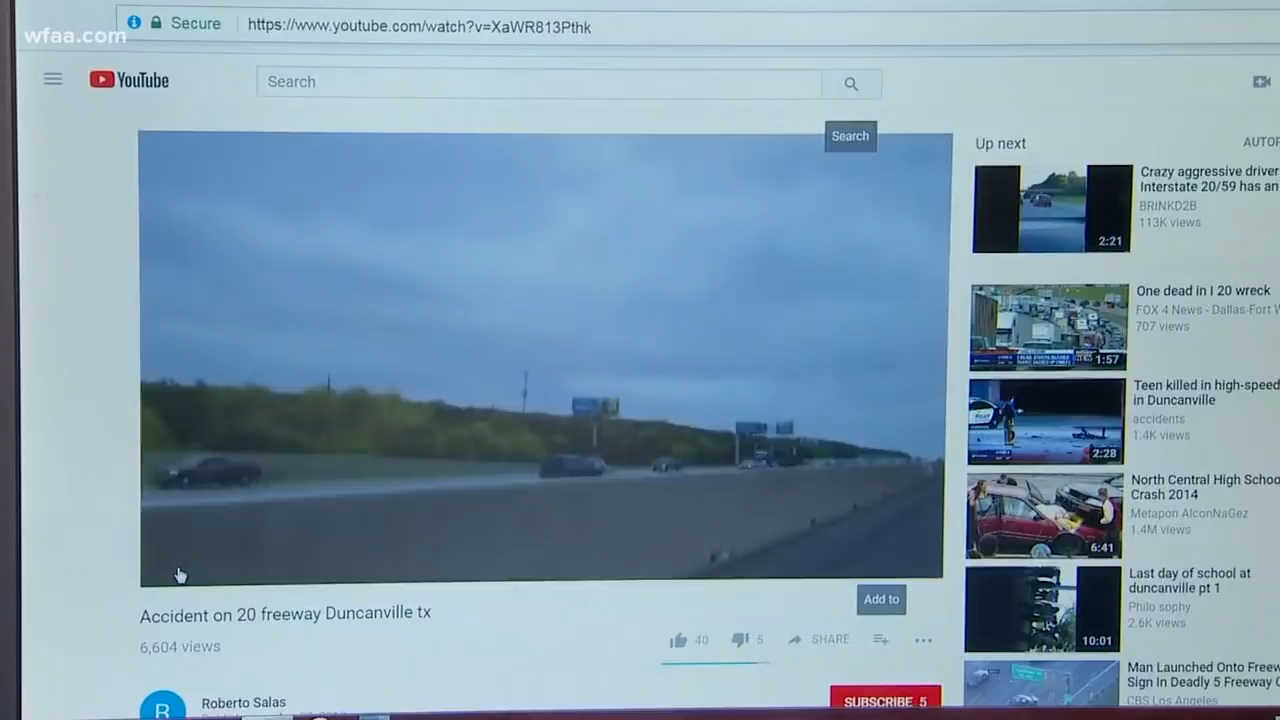 Secure https://www.youtube.com/watch?v=XaWR813Pthk
wfaa.com
YouTube
Search
Search
Up next
AUTOP
Crazy aggressive driver
Interstate 20/59 has an
BRINKD2B
113K views
2:21
One dead in I 20 wreck
FOX 4 News - Dallas-Fort W
707 views
1:57
Teen killed in high-speed
in Duncanville
accidents
1.4K views
2:28
North Central High Schoo
Crash 2014
Metapon AlconNaGez
1.4M views
6:41
Last day of school at
duncanville pt 1
Philo sophy
2.6K views
10:01
Man Launched Onto Freew
Sign In Deadly 5 Freeway C
CBS Los Angeles
Add to
Accident on 20 freeway Duncanville tx
6,604 views
40 5 SHARE
R
Roberto Salas
SUBSCRIBE 5